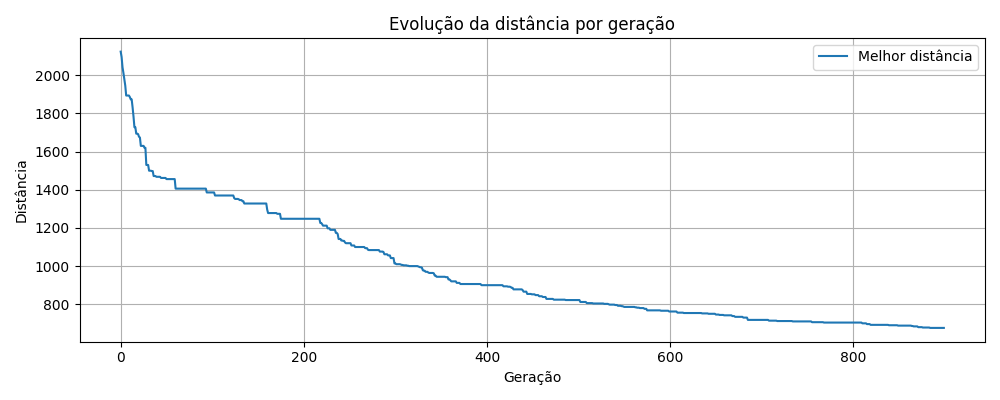 Evolução da distância por geração
Melhor distância
Distância
2000
1800
1600
1400
1200
1000
800
0 200 400 600 800
Geração